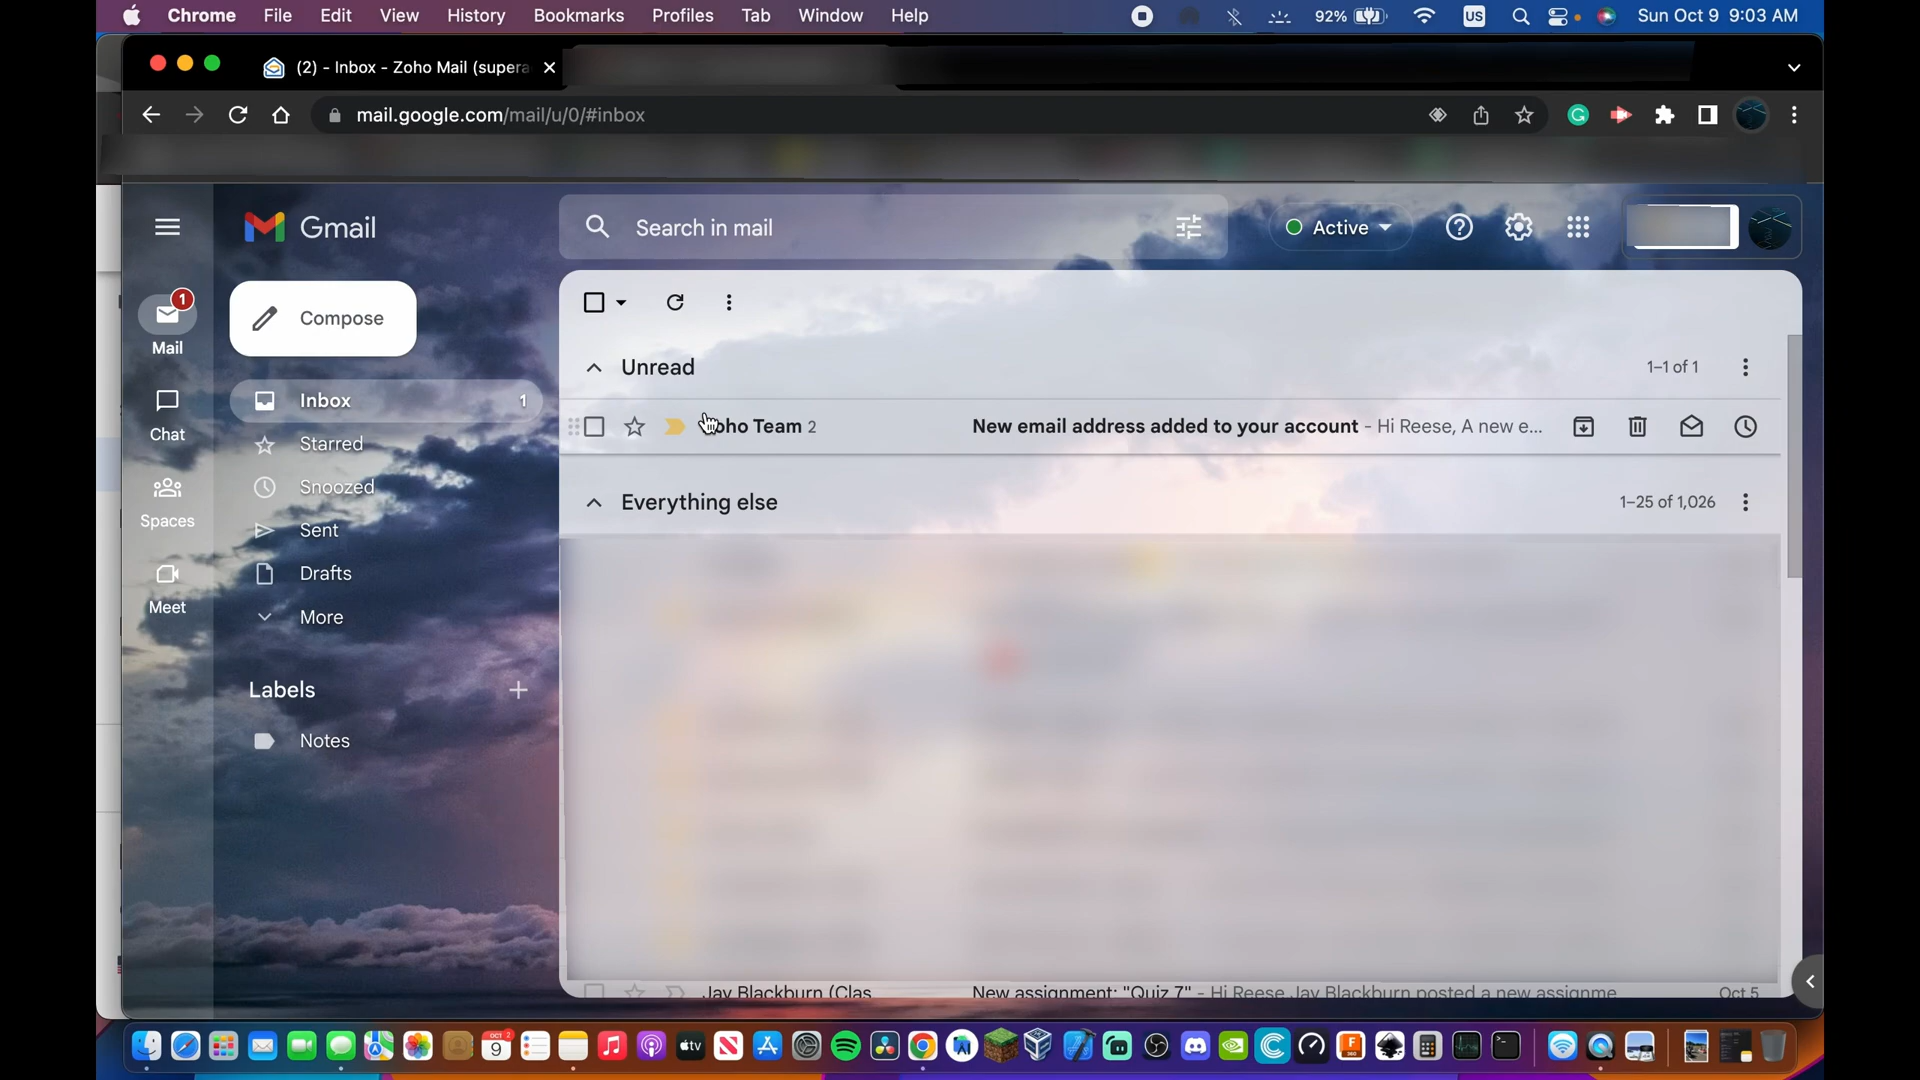 Chrome File Edit View History Bookmarks Profiles Tab Window Help 92% US Sun Oct 9 9:03 AM
(2) - Inbox - Zoho Mail (supera
mail.google.com/mail/u/0/#inbox
Gmail
Search in mail
Active
Compose
1
Mail
Chat
Spaces
Meet
Inbox 1
Starred
Snoozed
Sent
Drafts
More
Labels
Notes
Unread 1–1 of 1
oho Team 2 New email address added to your account - Hi Reese, A new e...
Everything else 1–25 of 1,026
Jay Blackburn (Clas New assignment: "Quiz 7" - Hi Reese, Jay Blackburn posted a new assignme Oct 5
OCT
9
tv